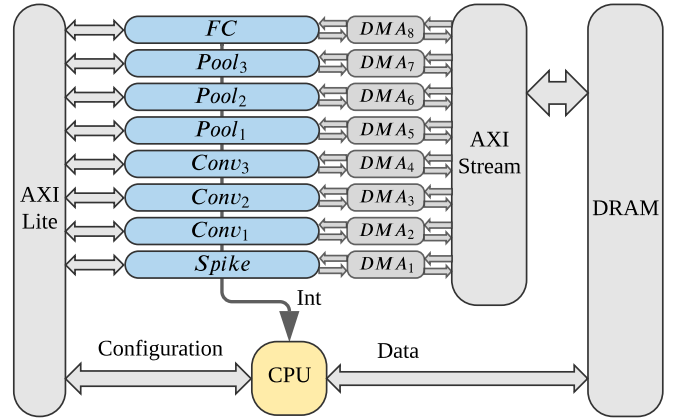 FC
DMA₈
Pool₃
DMA₇
Pool₂
DMA₆
Pool₁
DMA₅
Conv₃
DMA₄
Conv₂
DMA₃
Conv₁
DMA₂
Spike
DMA₁
AXI
Lite
AXI
Stream
DRAM
Int
Configuration
CPU
Data